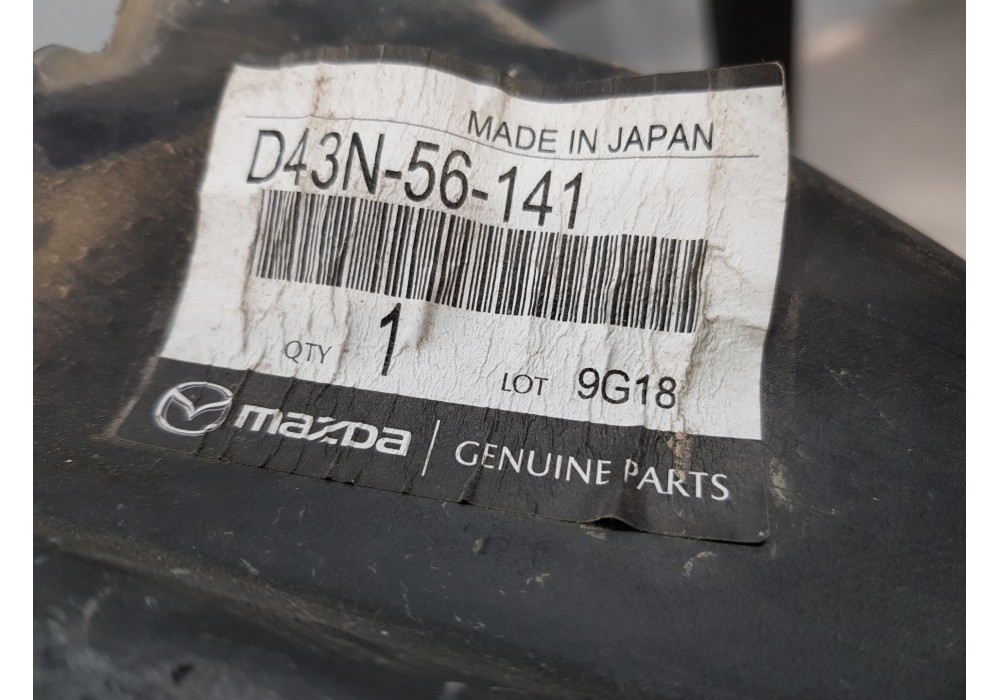 MADE IN JAPAN
D43N-56-141
QTY 1
LOT 9G18
mazda | GENUINE PARTS